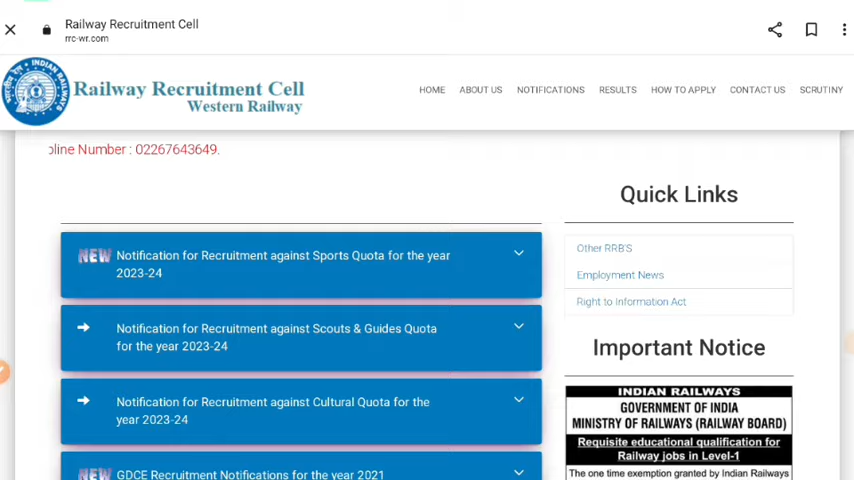 Railway Recruitment Cell
rrc-wr.com
Railway Recruitment Cell
Western Railway
HOME ABOUT US NOTIFICATIONS RESULTS HOW TO APPLY CONTACT US SCRUTINY
pline Number : 02267643649.
Quick Links
NEW Notification for Recruitment against Sports Quota for the year
2023-24
Other RRB'S
Employment News
Right to Information Act
Notification for Recruitment against Scouts & Guides Quota
for the year 2023-24
Important Notice
Notification for Recruitment against Cultural Quota for the
year 2023-24
INDIAN RAILWAYS
GOVERNMENT OF INDIA
MINISTRY OF RAILWAYS (RAILWAY BOARD)
Requisite educational qualification for
Railway jobs in Level-1
NEW GDCE Recruitment Notifications for the year 2021
The one time exemption granted by Indian Railways